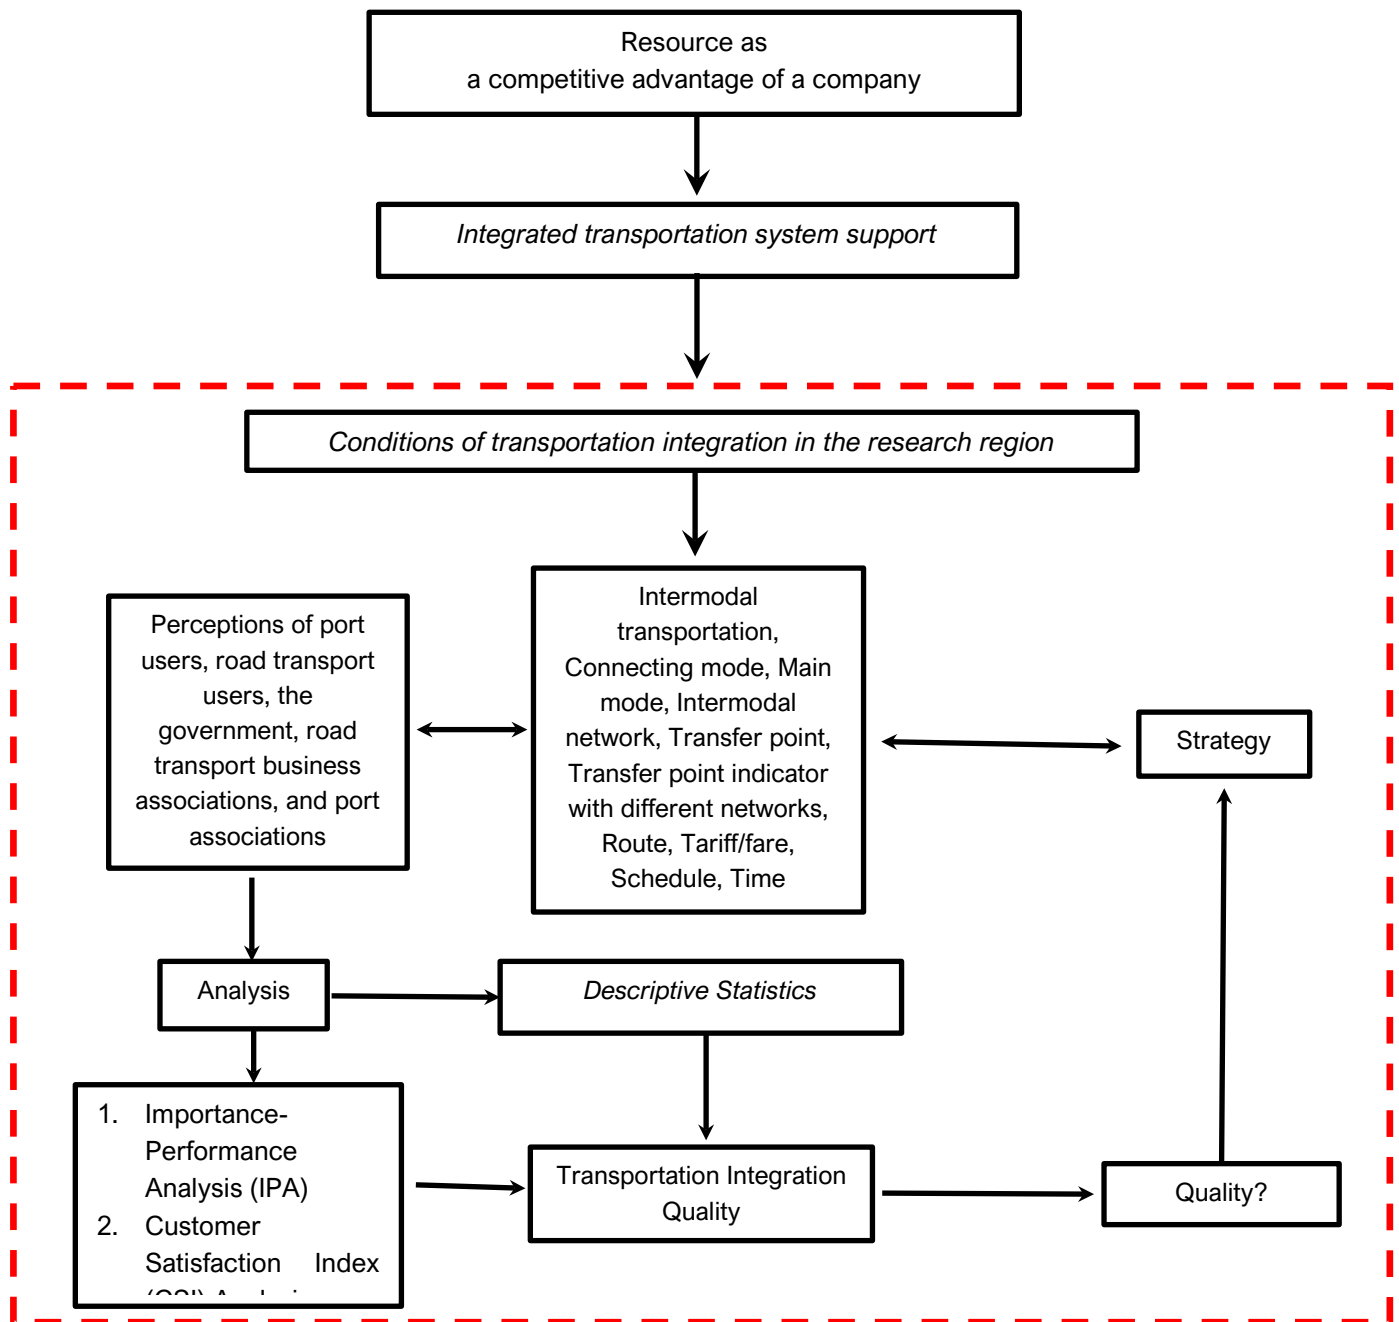 Resource as
a competitive advantage of a company
Integrated transportation system support
Conditions of transportation integration in the research region
Perceptions of port
users, road transport
users, the
government, road
transport business
associations, and port
associations
Intermodal
transportation,
Connecting mode, Main
mode, Intermodal
network, Transfer point,
Transfer point indicator
with different networks,
Route, Tariff/fare,
Schedule, Time
Strategy
Analysis
Descriptive Statistics
1. Importance-
Performance
Analysis (IPA)
2. Customer
Satisfaction Index
Transportation Integration
Quality
Quality?